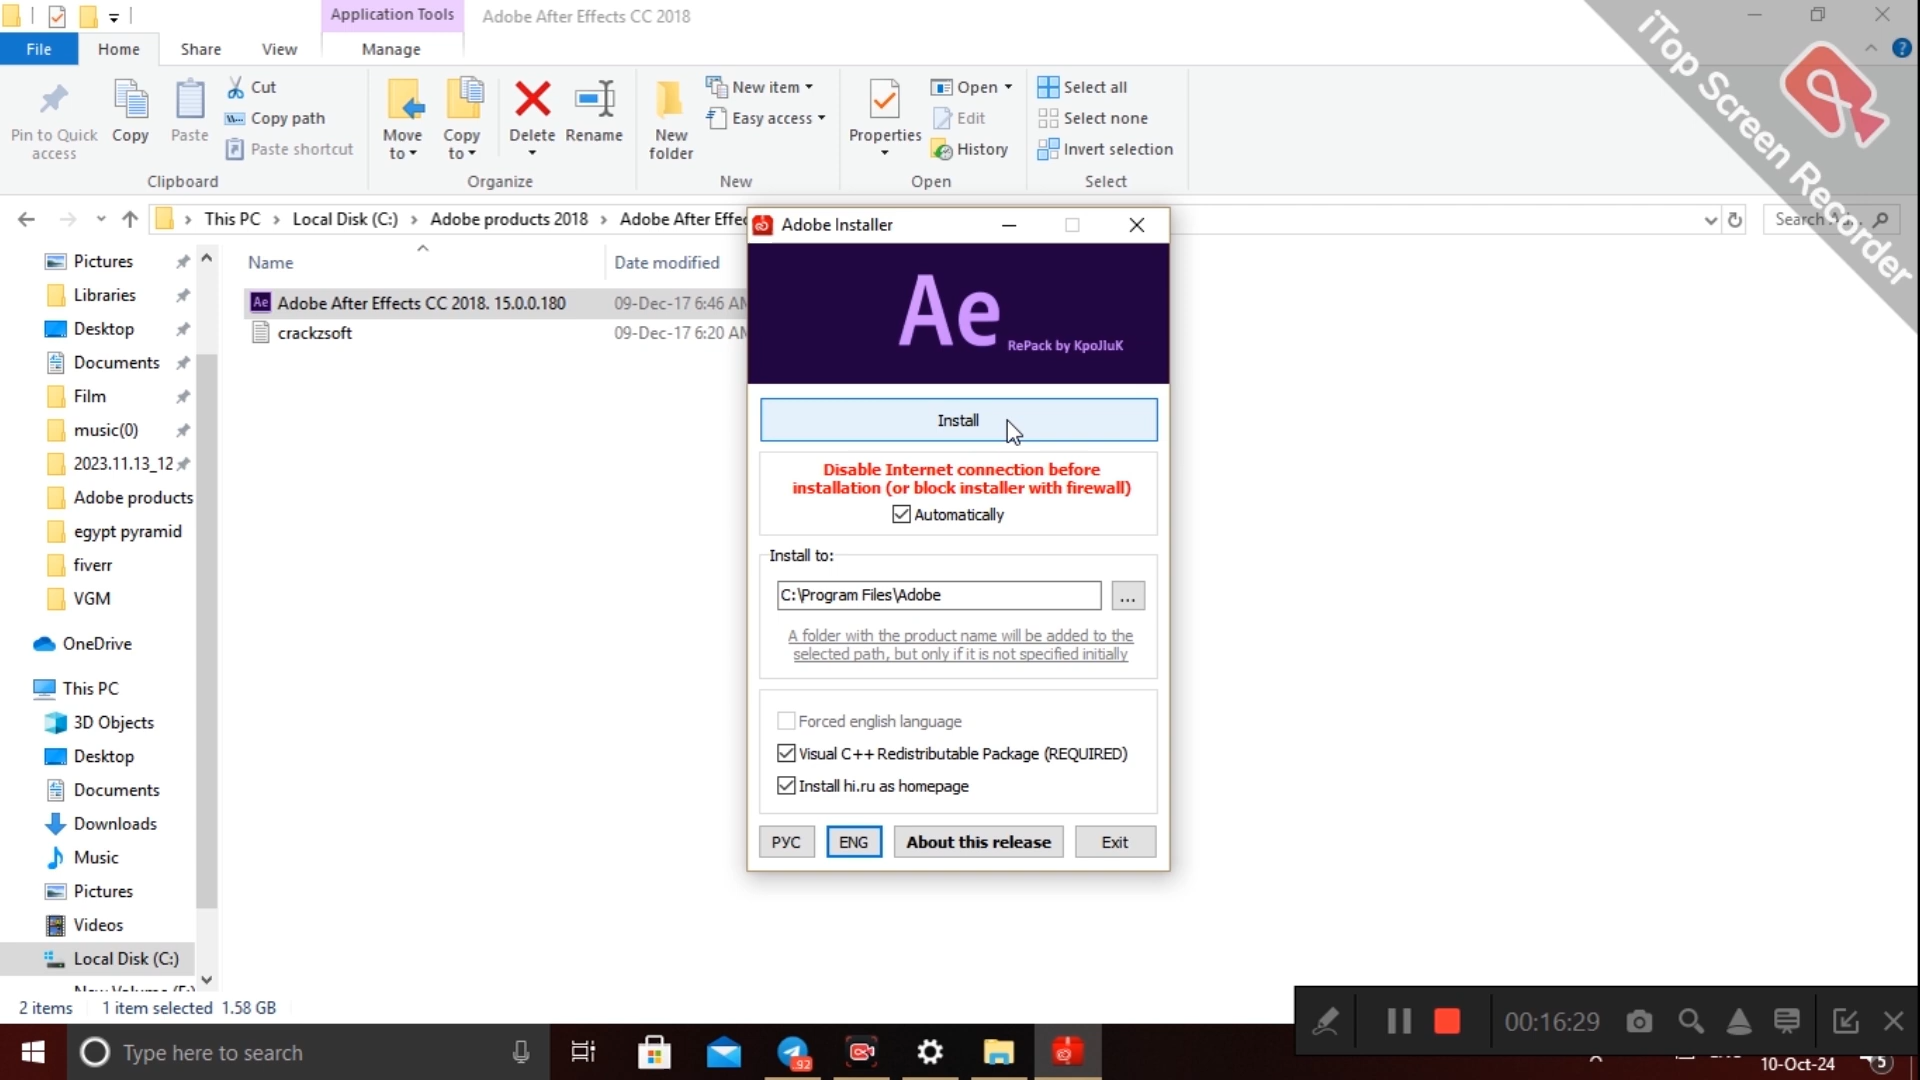 Application Tools
Adobe After Effects CC 2018
File
Home
Share
View
Manage
Pin to Quick access
Copy
Paste
Cut
Copy path
Paste shortcut
Clipboard
Move to
Copy to
Delete
Rename
Organize
New folder
New item
Easy access
New
Properties
Open
Edit
History
Open
Select all
Select none
Invert selection
Select
iTop Screen Recorder
This PC > Local Disk (C:) > Adobe products 2018 > Adobe After Effec
Search
Pictures
Libraries
Desktop
Documents
Film
music(0)
2023.11.13_12
Adobe products
egypt pyramid
fiverr
VGM
OneDrive
This PC
3D Objects
Desktop
Documents
Downloads
Music
Pictures
Videos
Local Disk (C:)
Name
Date modified
Ae Adobe After Effects CC 2018. 15.0.0.180
09-Dec-17 6:46 AM
crackzsoft
09-Dec-17 6:20 AM
Adobe Installer
Ae
RePack by KpoJIuK
Install
Disable Internet connection before
installation (or block installer with firewall)
Automatically
Install to:
C:\Program Files\Adobe
...
A folder with the product name will be added to the
selected path, but only if it is not specified initially
Forced english language
Visual C++ Redistributable Package (REQUIRED)
Install hi.ru as homepage
РУС
ENG
About this release
Exit
2 items
1 item selected 1.58 GB
00:16:29
Type here to search
92
10-Oct-24
5